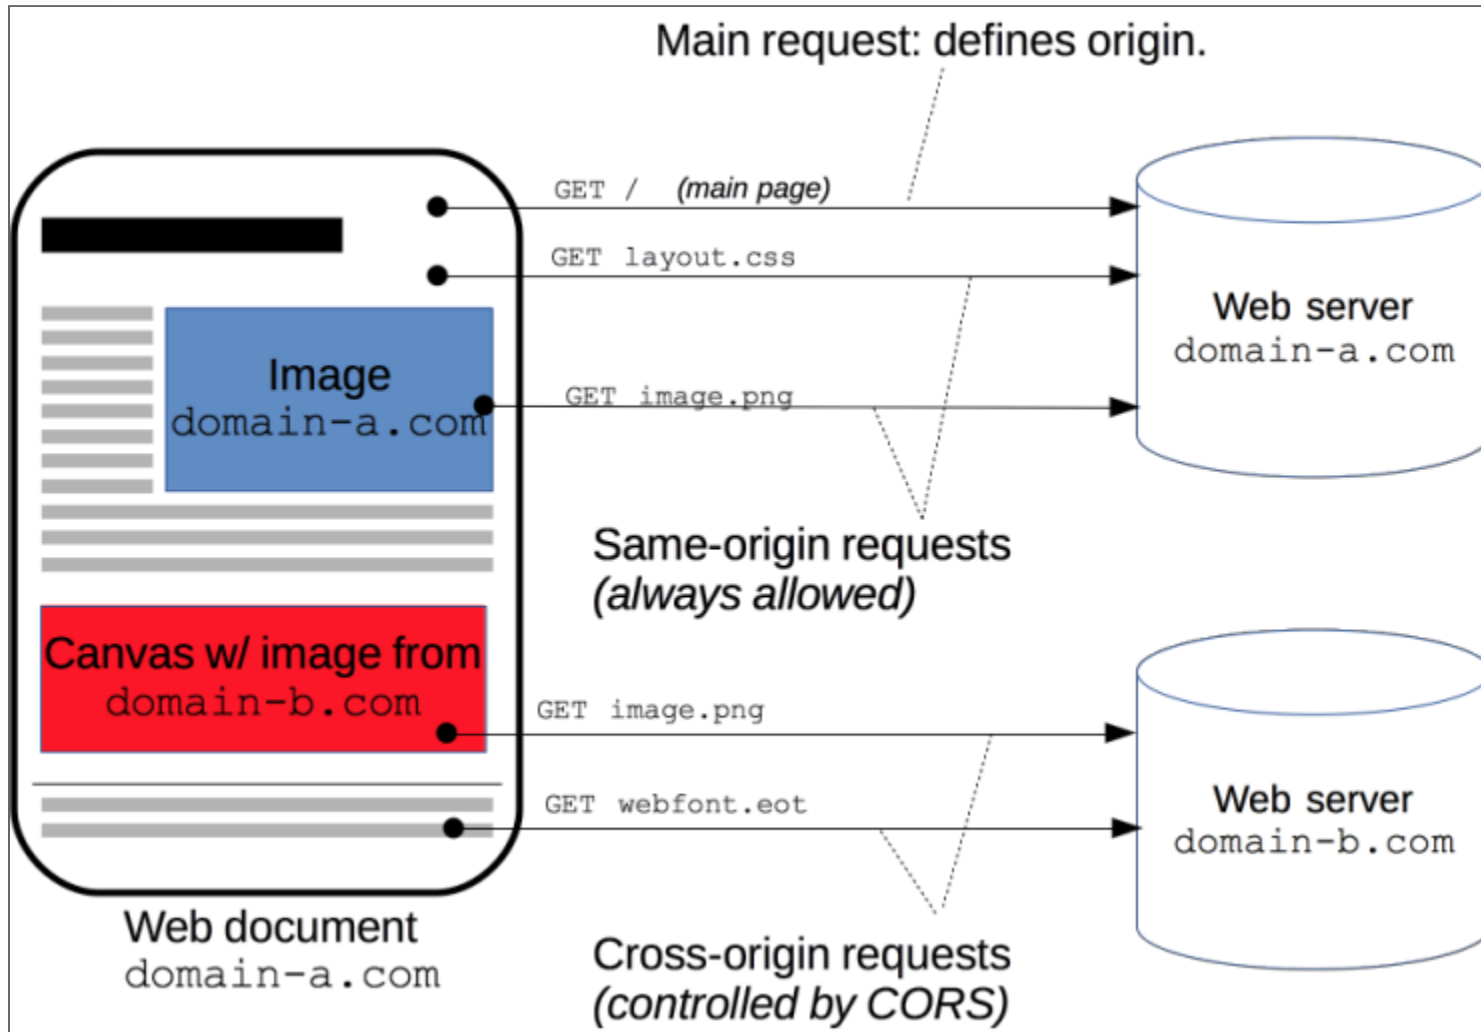 Main request: defines origin.
GET / (main page)
GET layout.css
Image
domain-a.com
GET image.png
Web server
domain-a.com
Same-origin requests
(always allowed)
Canvas w/ image from
domain-b.com
GET image.png
GET webfont.eot
Web server
domain-b.com
Web document
domain-a.com
Cross-origin requests
(controlled by CORS)